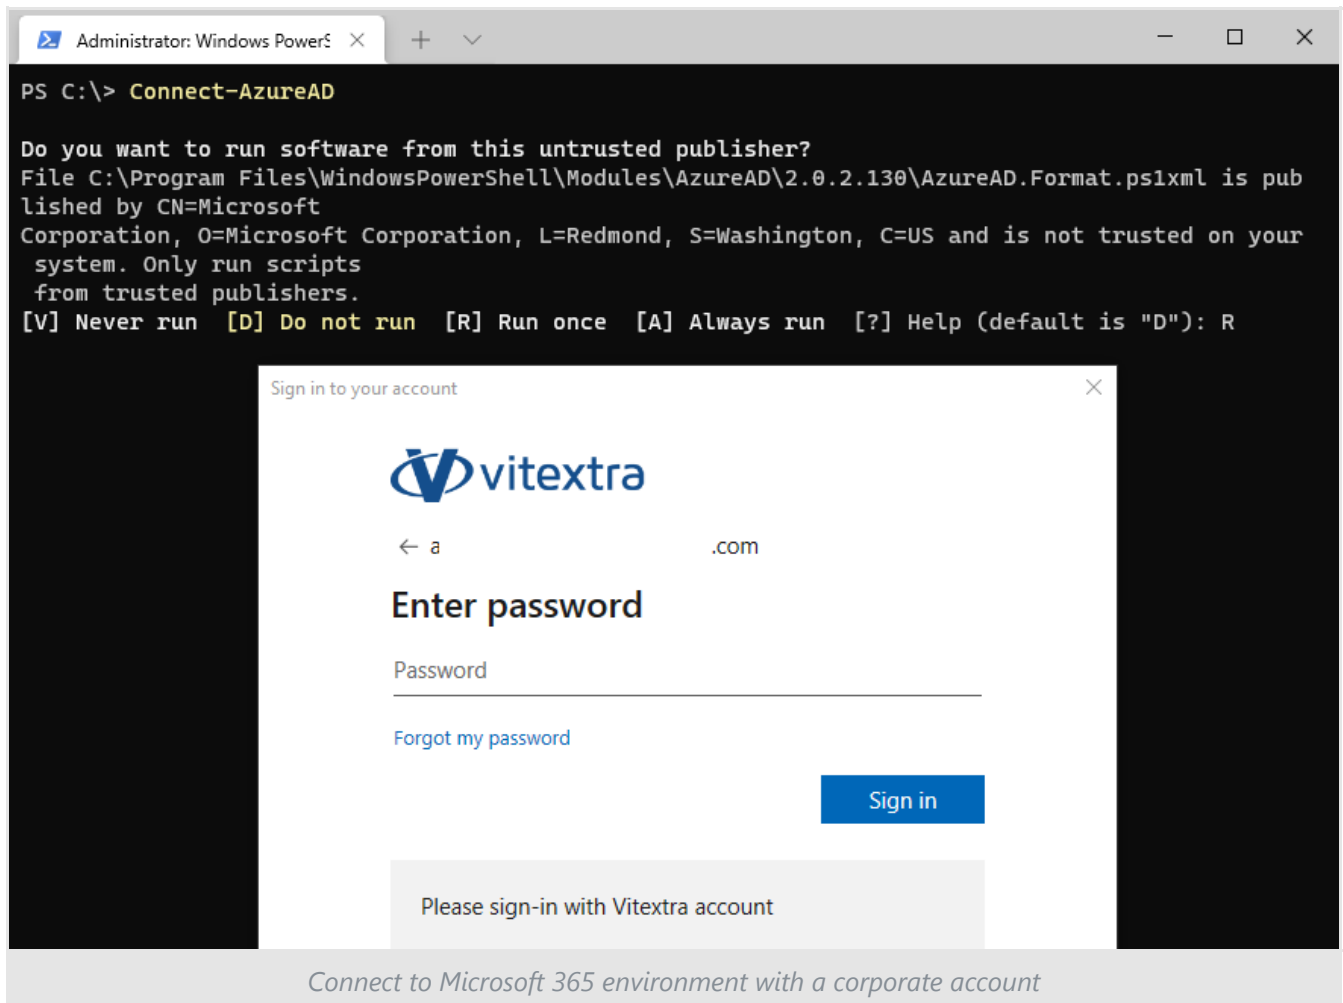 Administrator: Windows PowerS
PS C:\> Connect-AzureAD
Do you want to run software from this untrusted publisher?
File C:\Program Files\WindowsPowerShell\Modules\AzureAD\2.0.2.130\AzureAD.Format.ps1xml is pub
lished by CN=Microsoft
Corporation, O=Microsoft Corporation, L=Redmond, S=Washington, C=US and is not trusted on your
 system. Only run scripts
 from trusted publishers.
[V] Never run  [D] Do not run  [R] Run once  [A] Always run  [?] Help (default is "D"): R
Sign in to your account
vitextra
a .com
Enter password
Password
Forgot my password
Sign in
Please sign-in with Vitextra account
Connect to Microsoft 365 environment with a corporate account